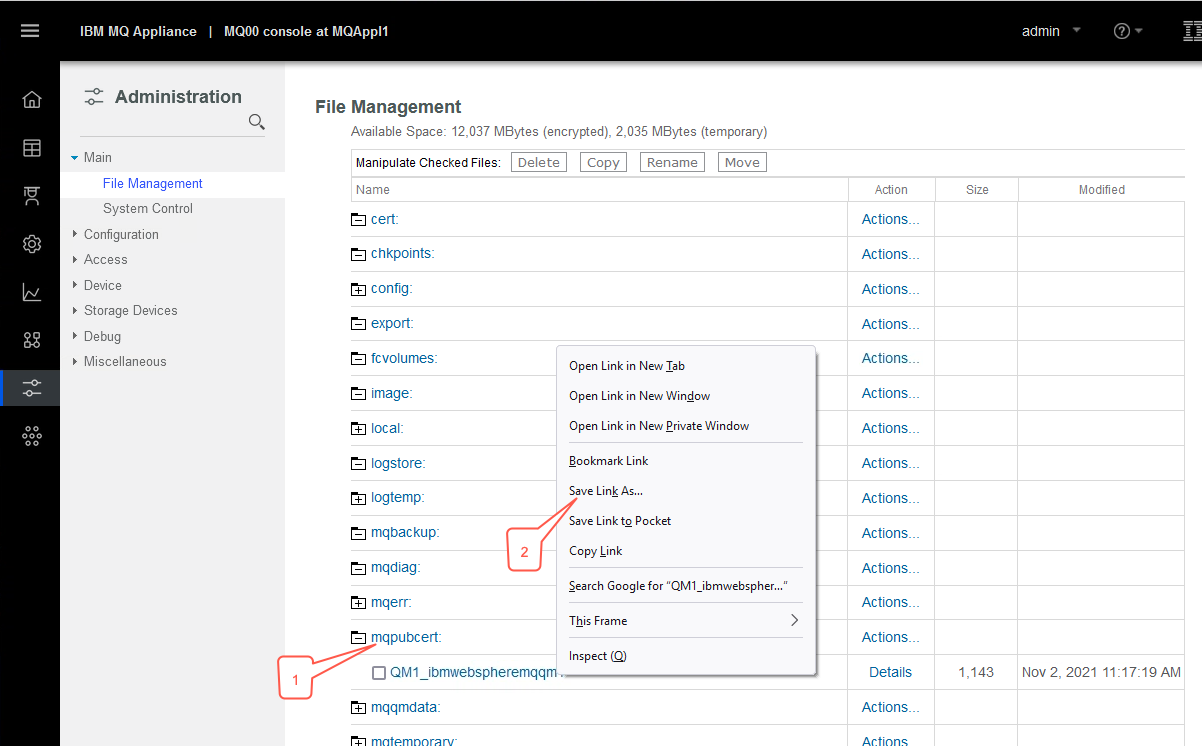 IBM MQ Appliance | MQ00 console at MQAppl1
admin
Administration
Main
File Management
System Control
Configuration
Access
Device
Storage Devices
Debug
Miscellaneous
File Management
Available Space: 12,037 MBytes (encrypted), 2,035 MBytes (temporary)
Manipulate Checked Files: Delete Copy Rename Move
Name Action Size Modified
cert: Actions...
chkpoints: Actions...
config: Actions...
export: Actions...
fcvolumes: Actions...
image: Actions...
local: Actions...
logstore: Actions...
logtemp: Actions...
mqbackup: Actions...
mqdiag: Actions...
mqerr: Actions...
mqpubcert: Actions...
QM1_ibmwebspheremqqm1 Details 1,143 Nov 2, 2021 11:17:19 AM
mqqmdata: Actions...
mqtemporary: Actions...
Open Link in New Tab
Open Link in New Window
Open Link in New Private Window
Bookmark Link
Save Link As...
Save Link to Pocket
Copy Link
Search Google for “QM1_ibmwebspher...”
This Frame
Inspect (Q)
1
2